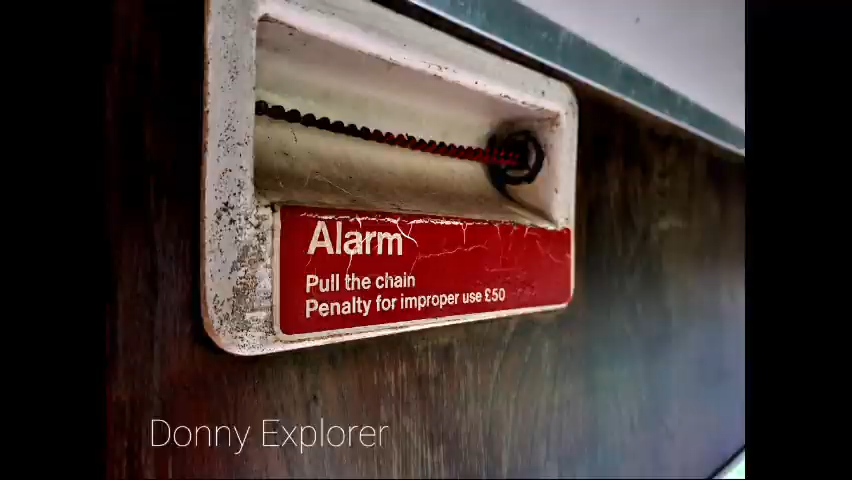 Alarm
Pull the chain
Penalty for improper use £50
Donny Explorer